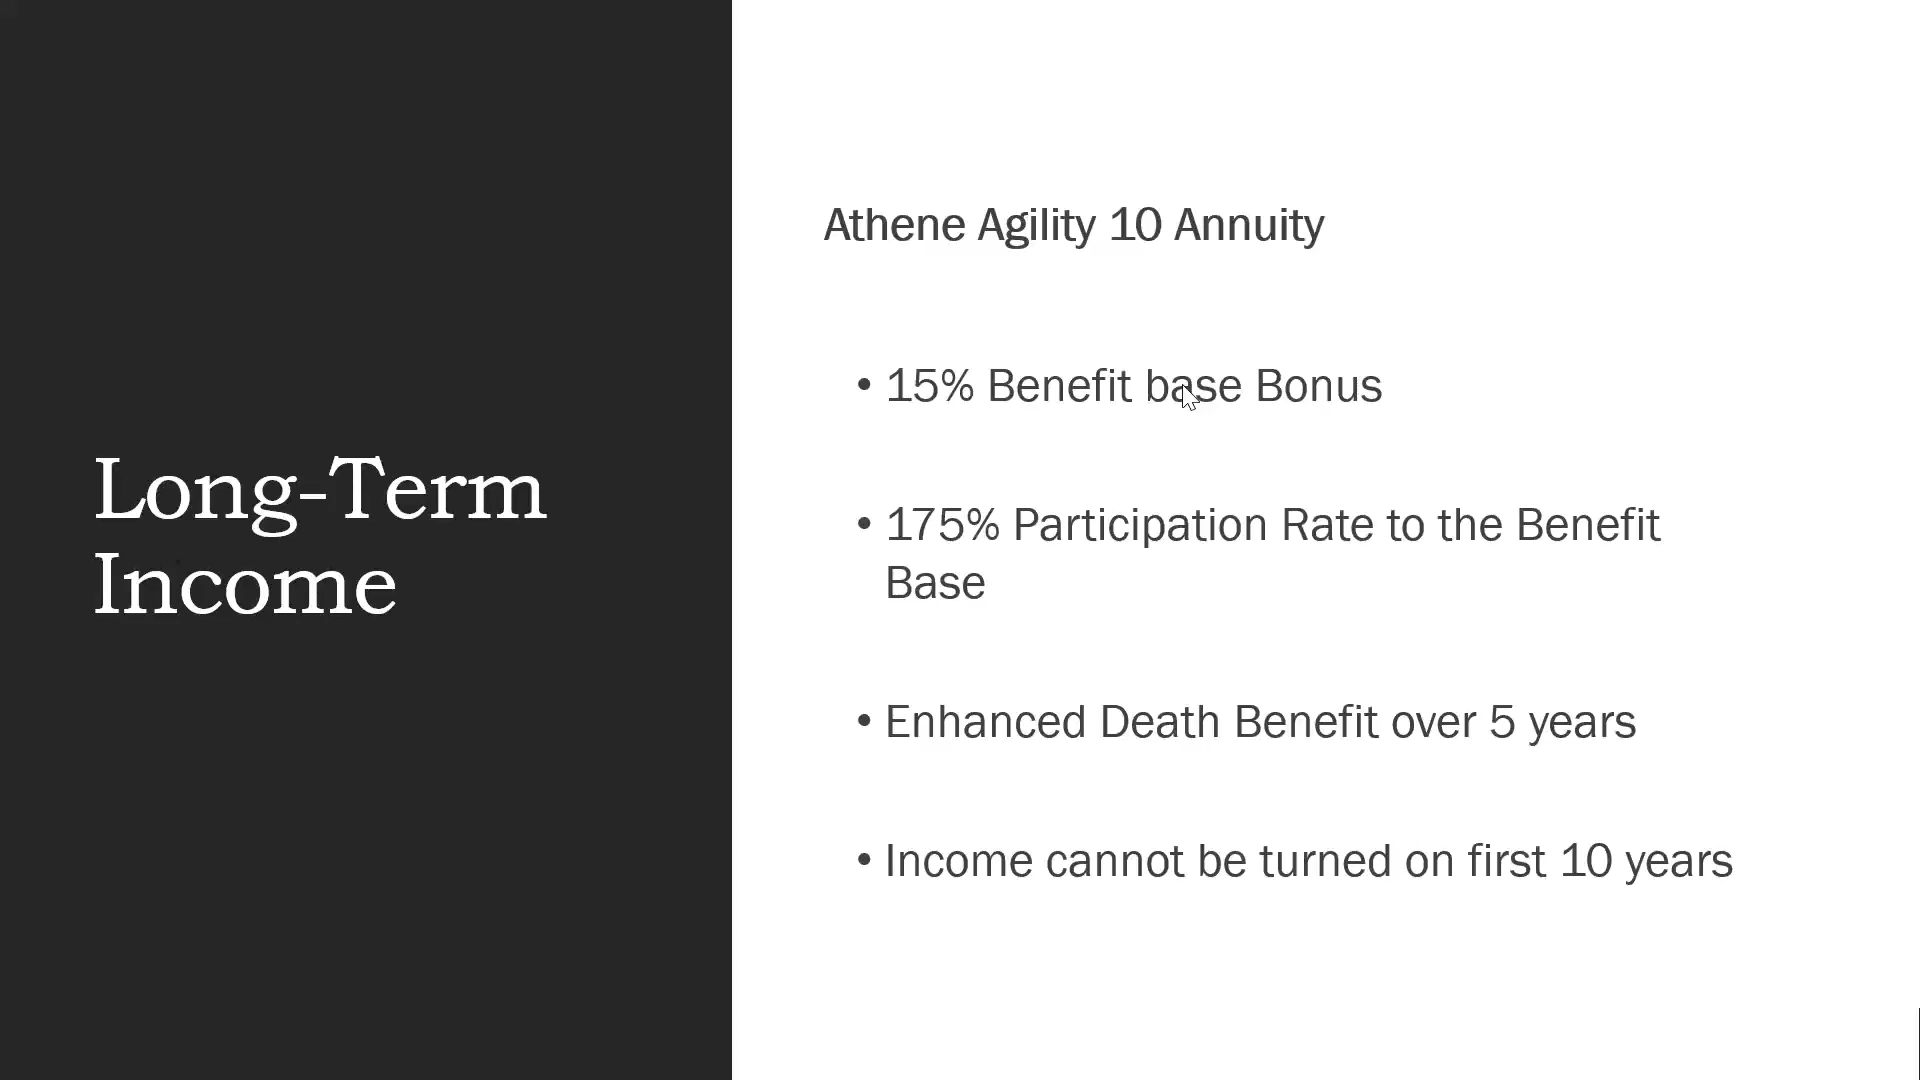 Long-Term
Income
Athene Agility 10 Annuity
• 15% Benefit base Bonus
• 175% Participation Rate to the Benefit
Base
• Enhanced Death Benefit over 5 years
• Income cannot be turned on first 10 years